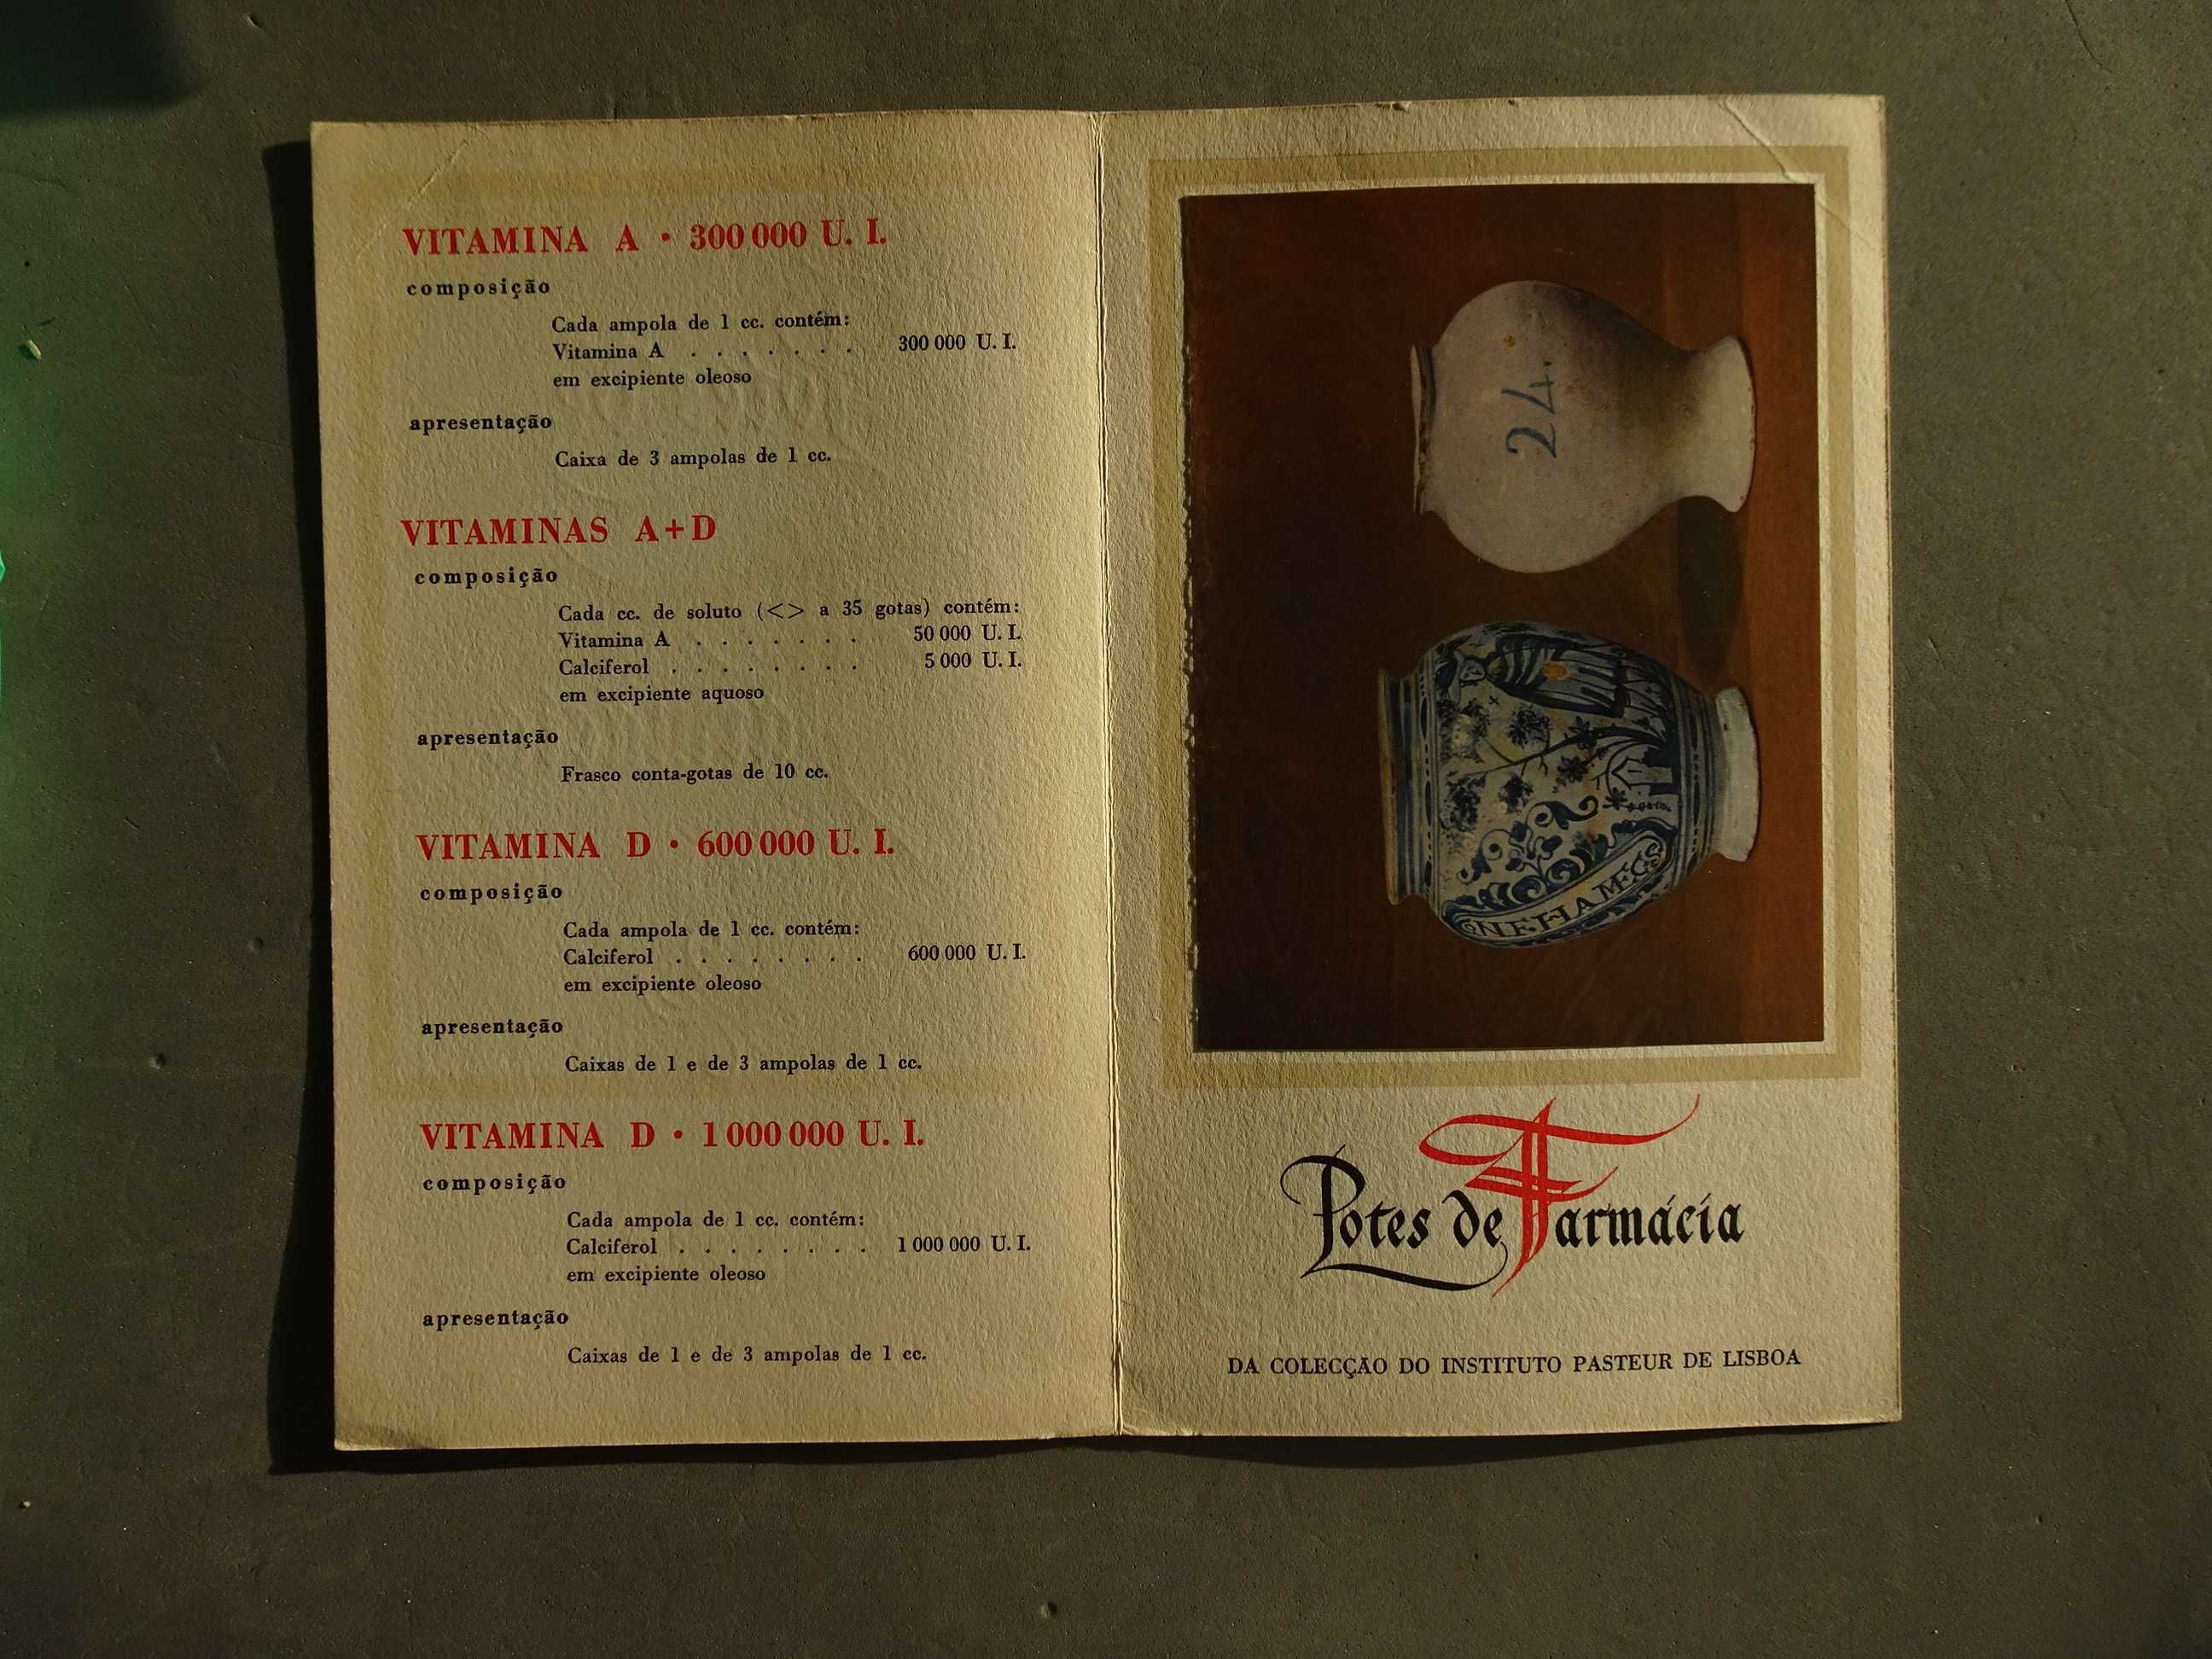 VITAMINA A • 300 000 U. I.
composição
Cada ampola de 1 cc. contém:
Vitamina A . . . . . . . 300 000 U. I.
em excipiente oleoso
apresentação
Caixa de 3 ampolas de 1 cc.
VITAMINAS A+D
composição
Cada cc. de soluto (<> a 35 gotas) contém:
Vitamina A . . . . . . . 50 000 U. I.
Calciferol . . . . . . . . 5 000 U. I.
em excipiente aquoso
apresentação
Frasco conta-gotas de 10 cc.
VITAMINA D • 600 000 U. I.
composição
Cada ampola de 1 cc. contém:
Calciferol . . . . . . . . 600 000 U. I.
em excipiente oleoso
apresentação
Caixas de 1 e de 3 ampolas de 1 cc.
VITAMINA D • 1 000 000 U. I.
composição
Cada ampola de 1 cc. contém:
Calciferol . . . . . . . . 1 000 000 U. I.
em excipiente oleoso
apresentação
Caixas de 1 e de 3 ampolas de 1 cc.
24.
Potes de Farmácia
DA COLECÇÃO DO INSTITUTO PASTEUR DE LISBOA